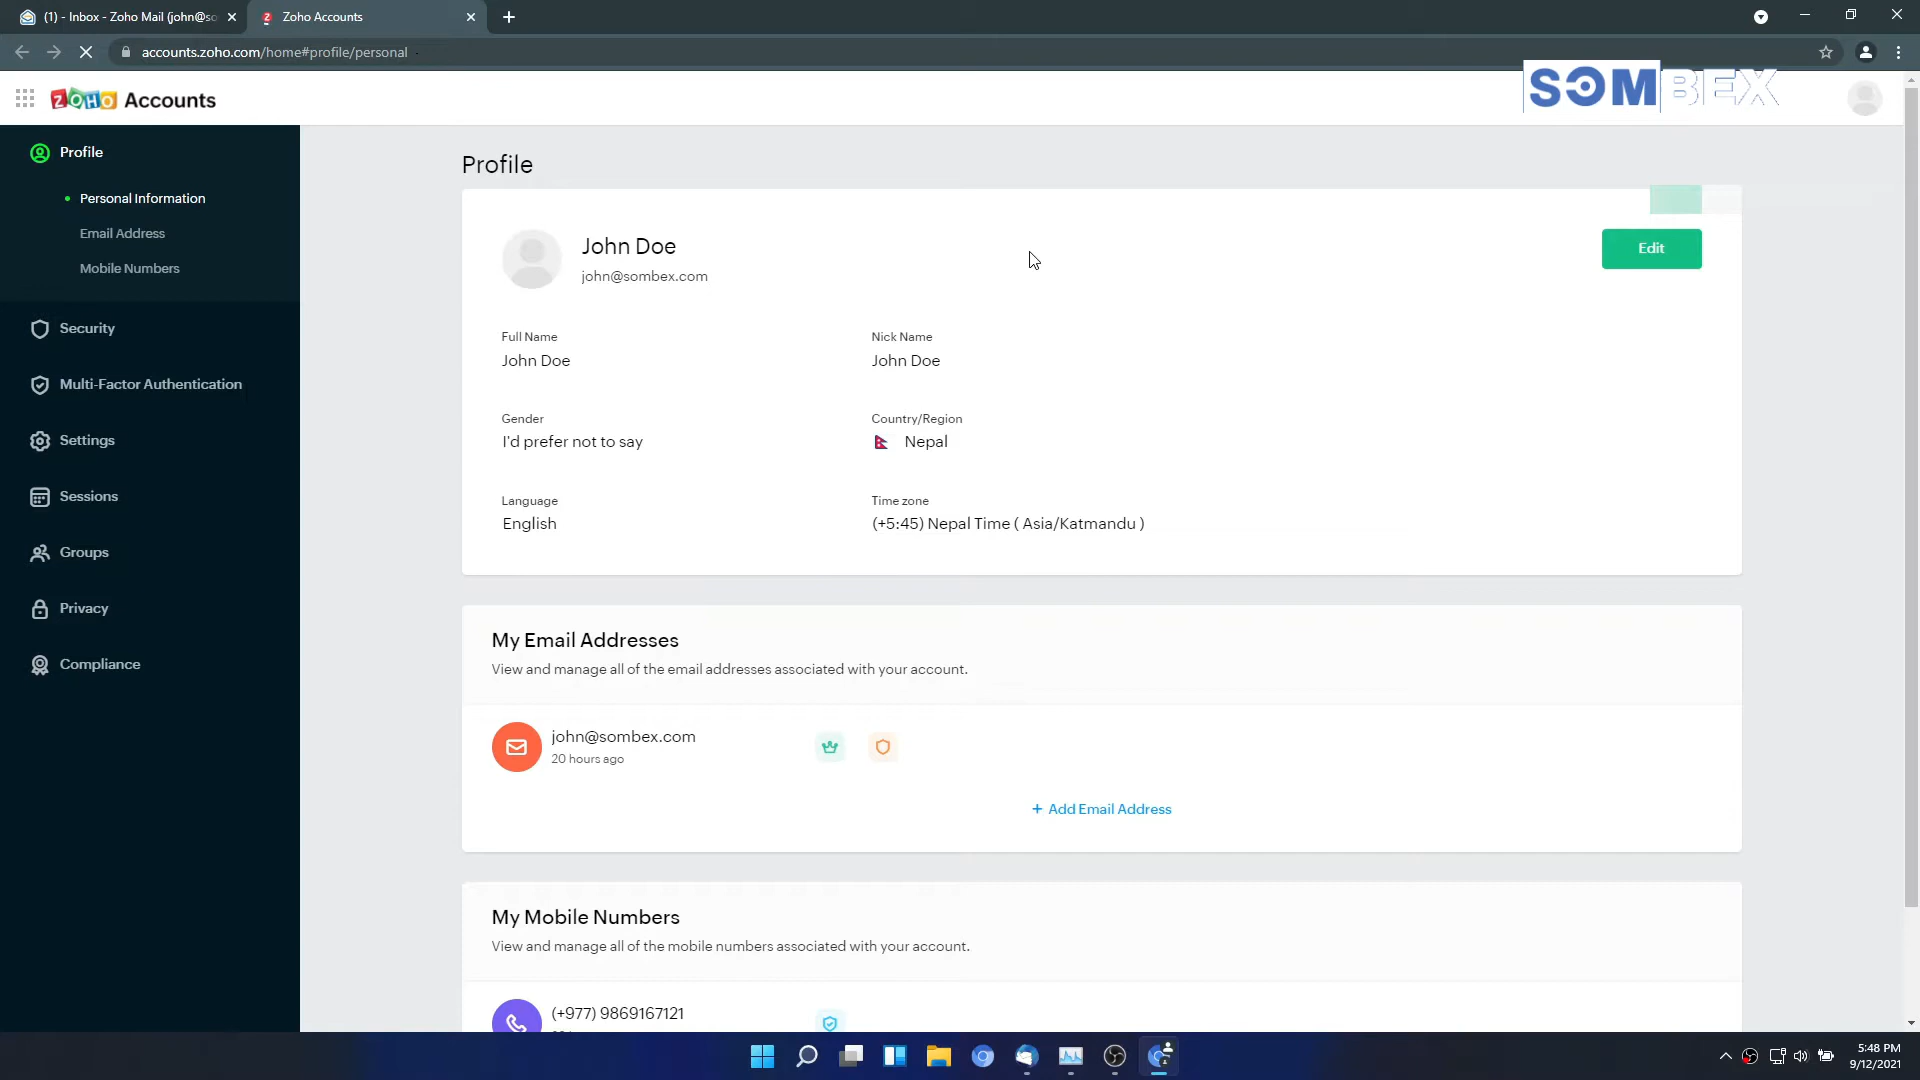 (1) - Inbox - Zoho Mail (john@so
Zoho Accounts
accounts.zoho.com/home#profile/personal
ZOHO Accounts
SOMBEX
Profile
Personal Information
Email Address
Mobile Numbers
Security
Multi-Factor Authentication
Settings
Sessions
Groups
Privacy
Compliance
Profile
John Doe
john@sombex.com
Edit
Full Name
John Doe
Nick Name
John Doe
Gender
I'd prefer not to say
Country/Region
Nepal
Language
English
Time zone
(+5:45) Nepal Time ( Asia/Katmandu )
My Email Addresses
View and manage all of the email addresses associated with your account.
john@sombex.com
20 hours ago
+ Add Email Address
My Mobile Numbers
View and manage all of the mobile numbers associated with your account.
(+977) 9869167121
5:48 PM
9/12/2021